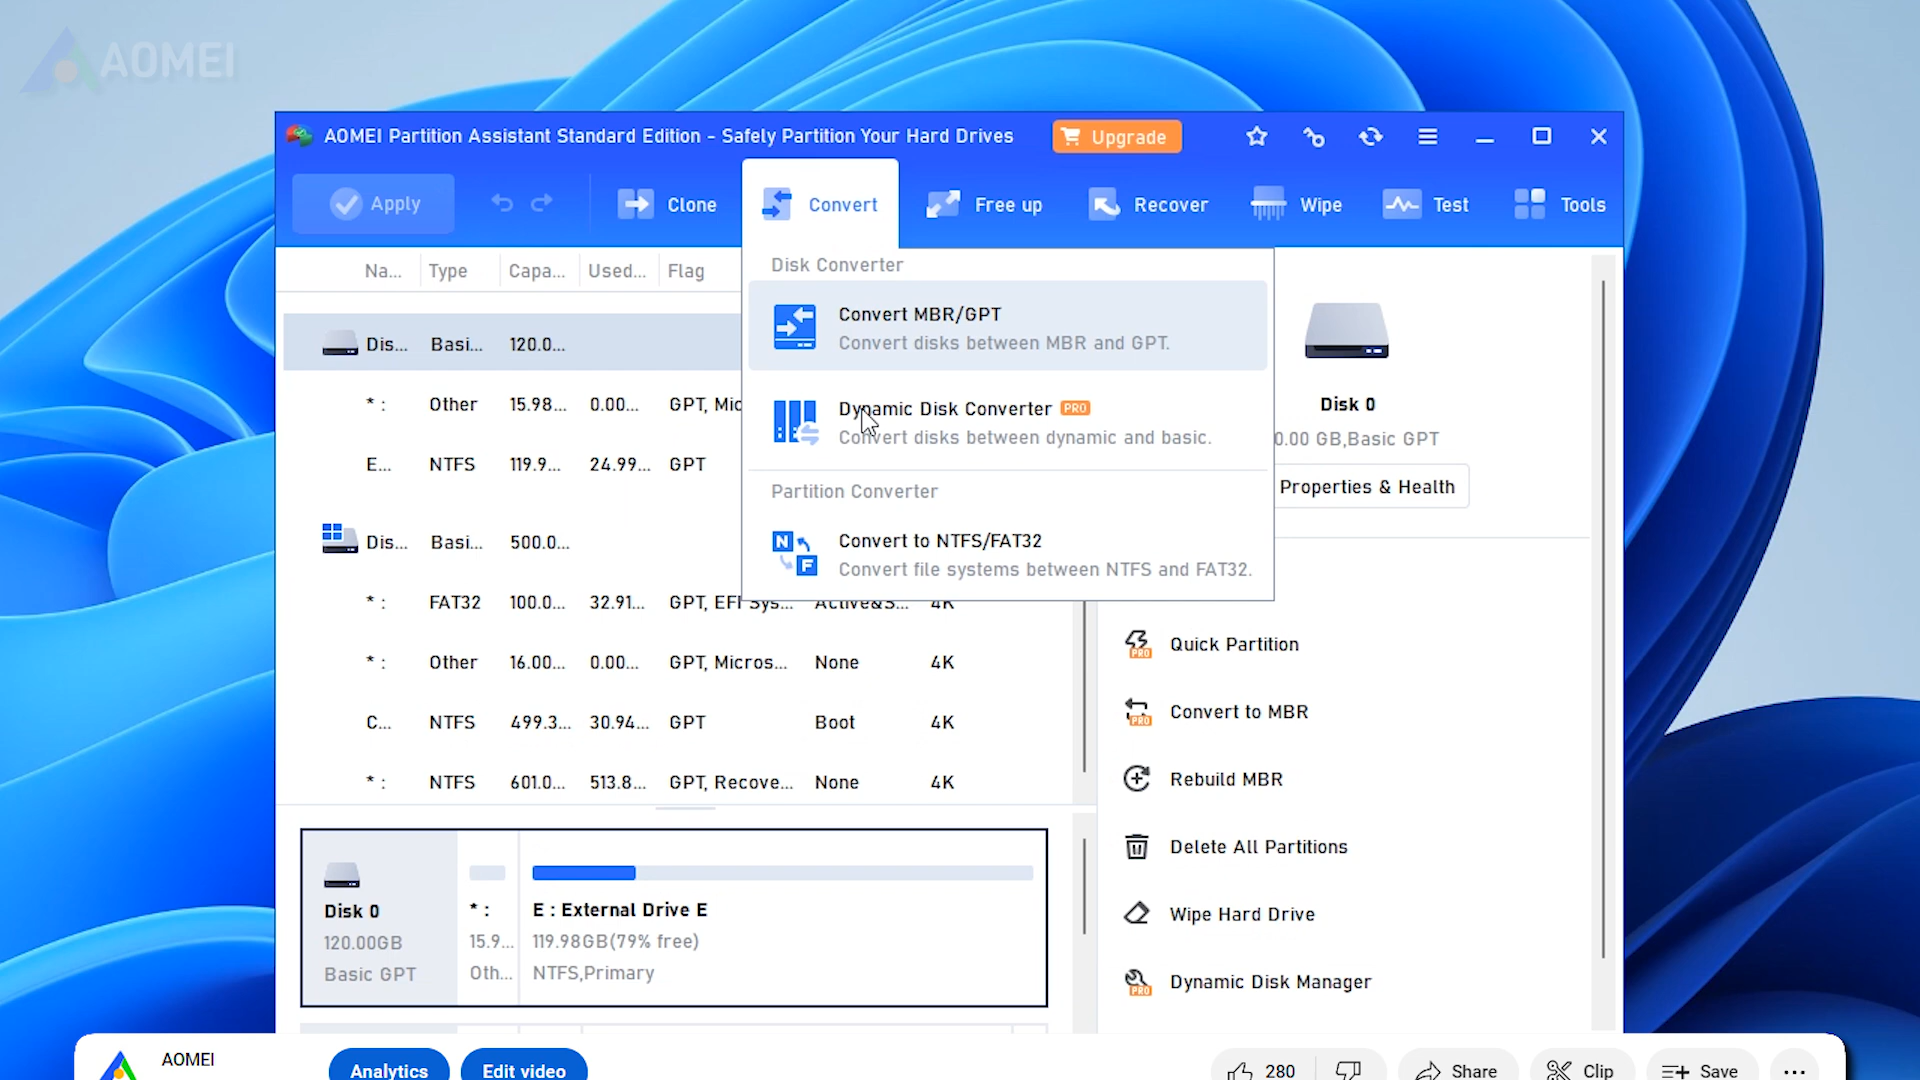 AOMEI
AOMEI Partition Assistant Standard Edition - Safely Partition Your Hard Drives
Upgrade
Apply
Clone
Convert
Free up
Recover
Wipe
Test
Tools
Na... Type Capa... Used... Flag
Dis... Basi... 120.0...
* : Other 15.98... 0.00... GPT, Mic
E... NTFS 119.9... 24.99... GPT
Dis... Basi... 500.0...
* : FAT32 100.0... 32.91... GPT, EFI Sys... Active&S... 4K
* : Other 16.00... 0.00... GPT, Micros... None 4K
C... NTFS 499.3... 30.94... GPT Boot 4K
* : NTFS 601.0... 513.8... GPT, Recove... None 4K
Disk Converter
Convert MBR/GPT
Convert disks between MBR and GPT.
Dynamic Disk Converter PRO
Convert disks between dynamic and basic.
Partition Converter
N
F
Convert to NTFS/FAT32
Convert file systems between NTFS and FAT32.
Disk 0
0.00 GB,Basic GPT
Properties & Health
PRO Quick Partition
PRO Convert to MBR
Rebuild MBR
Delete All Partitions
Wipe Hard Drive
PRO Dynamic Disk Manager
Disk 0
120.00GB
Basic GPT
* :
15.9...
Oth...
E : External Drive E
119.98GB(79% free)
NTFS,Primary
AOMEI
Analytics
Edit video
280
Share
Clip
Save